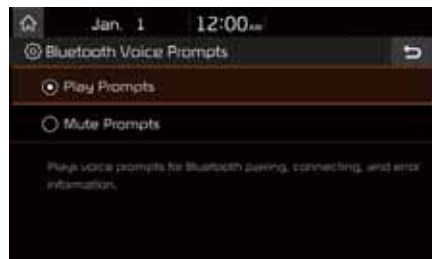 Jan. 1 12:00AM
Bluetooth Voice Prompts
Play Prompts
Mute Prompts
Plays voice prompts for Bluetooth pairing, connecting, and error
information.